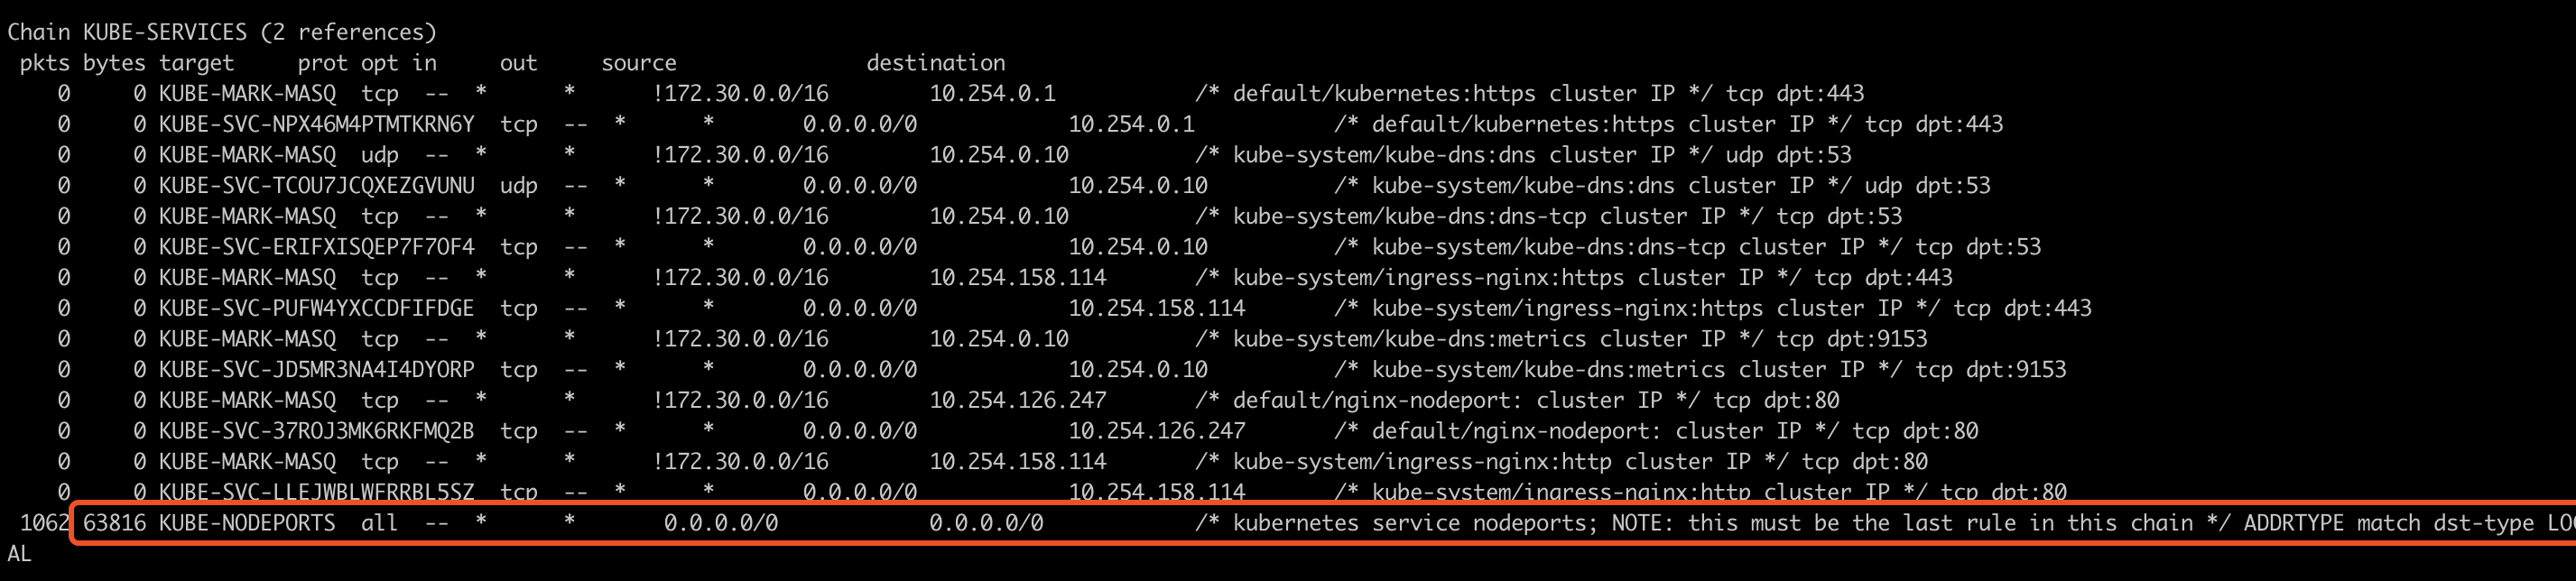 Chain KUBE-SERVICES (2 references)
 pkts bytes target     prot opt in     out     source               destination
    0     0 KUBE-MARK-MASQ  tcp  --  *      *      !172.30.0.0/16        10.254.0.1           /* default/kubernetes:https cluster IP */ tcp dpt:443
    0     0 KUBE-SVC-NPX46M4PTMTKRN6Y  tcp  --  *      *       0.0.0.0/0            10.254.0.1           /* default/kubernetes:https cluster IP */ tcp dpt:443
    0     0 KUBE-MARK-MASQ  udp  --  *      *      !172.30.0.0/16        10.254.0.10          /* kube-system/kube-dns:dns cluster IP */ udp dpt:53
    0     0 KUBE-SVC-TCOU7JCQXEZGVUNU  udp  --  *      *       0.0.0.0/0            10.254.0.10          /* kube-system/kube-dns:dns cluster IP */ udp dpt:53
    0     0 KUBE-MARK-MASQ  tcp  --  *      *      !172.30.0.0/16        10.254.0.10          /* kube-system/kube-dns:dns-tcp cluster IP */ tcp dpt:53
    0     0 KUBE-SVC-ERIFXISQEP7F7OF4  tcp  --  *      *       0.0.0.0/0            10.254.0.10          /* kube-system/kube-dns:dns-tcp cluster IP */ tcp dpt:53
    0     0 KUBE-MARK-MASQ  tcp  --  *      *      !172.30.0.0/16        10.254.158.114       /* kube-system/ingress-nginx:https cluster IP */ tcp dpt:443
    0     0 KUBE-SVC-PUFW4YXCCDFIFDGE  tcp  --  *      *       0.0.0.0/0            10.254.158.114       /* kube-system/ingress-nginx:https cluster IP */ tcp dpt:443
    0     0 KUBE-MARK-MASQ  tcp  --  *      *      !172.30.0.0/16        10.254.0.10          /* kube-system/kube-dns:metrics cluster IP */ tcp dpt:9153
    0     0 KUBE-SVC-JD5MR3NA4I4DYORP  tcp  --  *      *       0.0.0.0/0            10.254.0.10          /* kube-system/kube-dns:metrics cluster IP */ tcp dpt:9153
    0     0 KUBE-MARK-MASQ  tcp  --  *      *      !172.30.0.0/16        10.254.126.247       /* default/nginx-nodeport: cluster IP */ tcp dpt:80
    0     0 KUBE-SVC-37ROJ3MK6RKFMQ2B  tcp  --  *      *       0.0.0.0/0            10.254.126.247       /* default/nginx-nodeport: cluster IP */ tcp dpt:80
    0     0 KUBE-MARK-MASQ  tcp  --  *      *      !172.30.0.0/16        10.254.158.114       /* kube-system/ingress-nginx:http cluster IP */ tcp dpt:80
    0     0 KUBE-SVC-LLEJWBLWFRRBL5SZ  tcp  --  *      *       0.0.0.0/0            10.254.158.114       /* kube-system/ingress-nginx:http cluster IP */ tcp dpt:80
 1062 63816 KUBE-NODEPORTS  all  --  *      *       0.0.0.0/0            0.0.0.0/0            /* kubernetes service nodeports; NOTE: this must be the last rule in this chain */ ADDRTYPE match dst-type LOC
AL